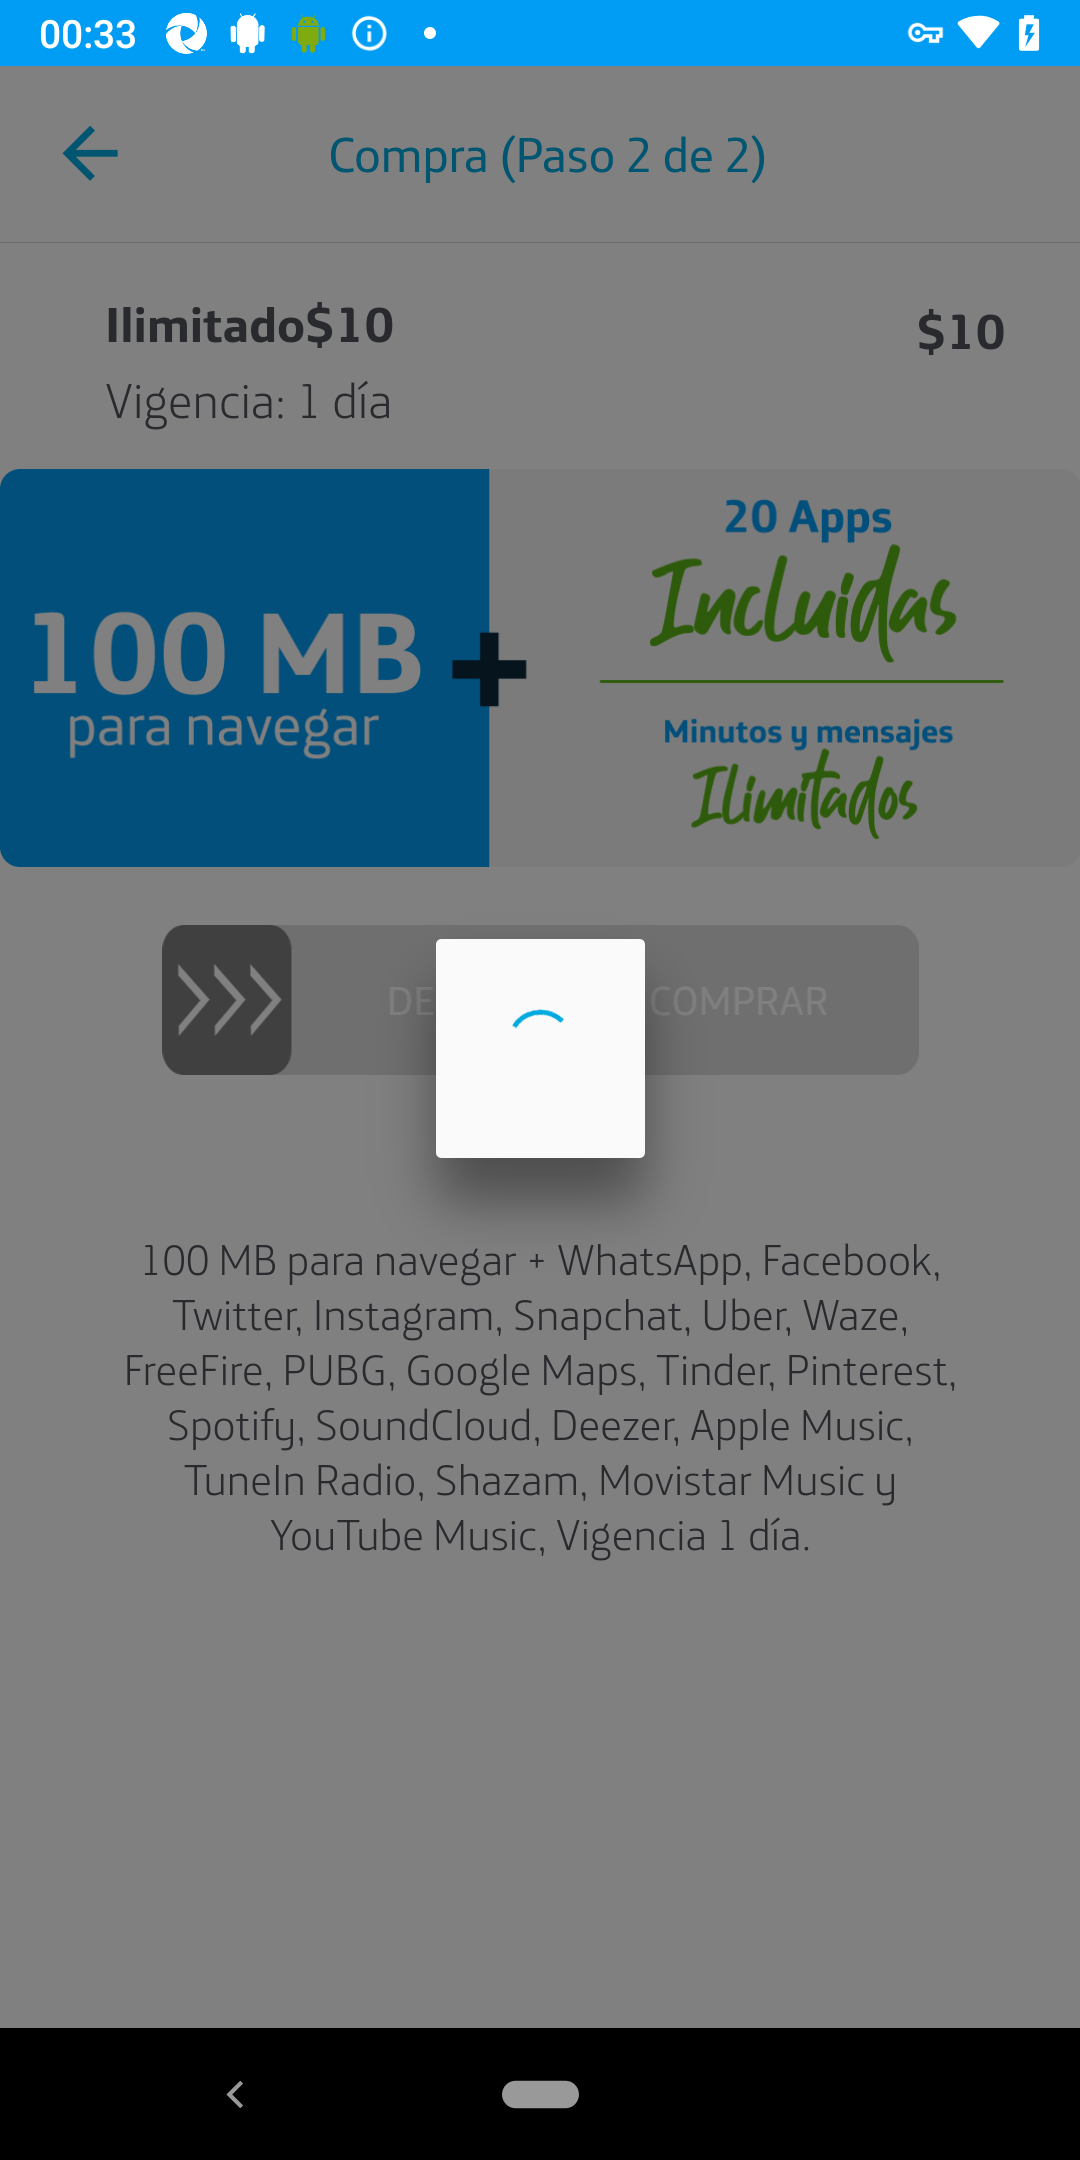 00:33
Compra (Paso 2 de 2)
Ilimitado$10
$10
Vigencia: 1 día
100 MB
para navegar
+
20 Apps
Incluidas
Minutos y mensajes
Ilimitados
COMPRAR
100 MB para navegar + WhatsApp, Facebook,
Twitter, Instagram, Snapchat, Uber, Waze,
FreeFire, PUBG, Google Maps, Tinder, Pinterest,
Spotify, SoundCloud, Deezer, Apple Music,
TuneIn Radio, Shazam, Movistar Music y
YouTube Music, Vigencia 1 día.